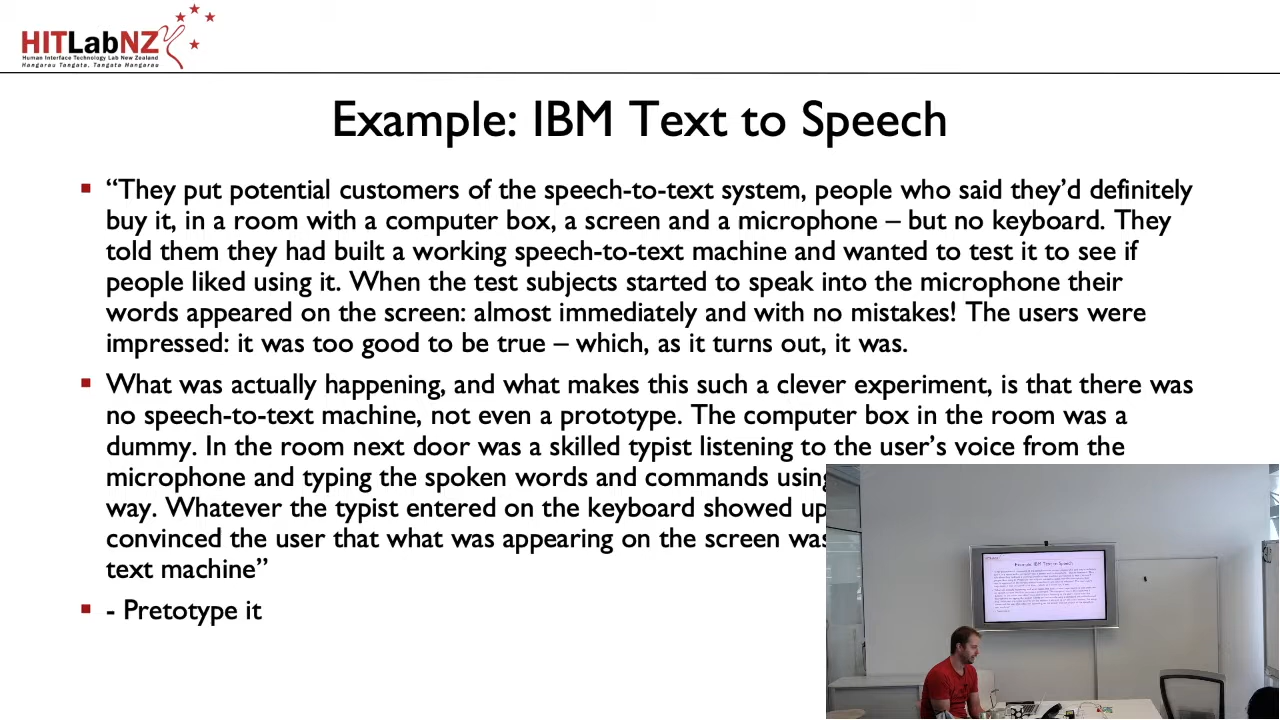 HITLabNZ
Human Interface Technology Lab New Zealand
Hangarau Tangata, Tangata Hangarau
Example: IBM Text to Speech
“They put potential customers of the speech-to-text system, people who said they’d definitely
buy it, in a room with a computer box, a screen and a microphone – but no keyboard. They
told them they had built a working speech-to-text machine and wanted to test it to see if
people liked using it. When the test subjects started to speak into the microphone their
words appeared on the screen: almost immediately and with no mistakes! The users were
impressed: it was too good to be true – which, as it turns out, it was.
What was actually happening, and what makes this such a clever experiment, is that there was
no speech-to-text machine, not even a prototype. The computer box in the room was a
dummy. In the room next door was a skilled typist listening to the user’s voice from the
microphone and typing the spoken words and commands using
way. Whatever the typist entered on the keyboard showed up
convinced the user that what was appearing on the screen was
text machine”
- Pretotype it
Example: IBM Text to Speech